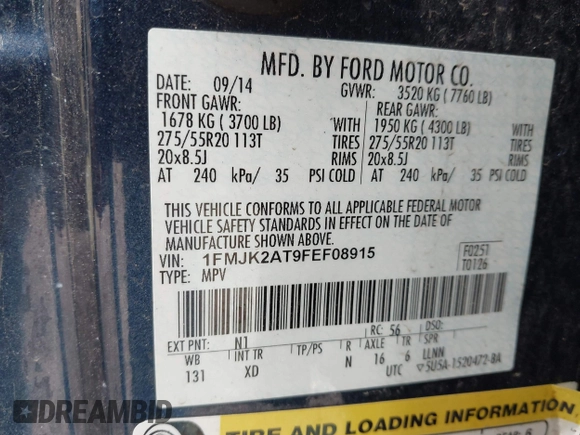 MFD. BY FORD MOTOR CO.
DATE: 09/14 GVWR: 3520 KG ( 7760 LB)
FRONT GAWR: REAR GAWR:
1678 KG ( 3700 LB) WITH 1950 KG ( 4300 LB) WITH
275/55R20 113T TIRES 275/55R20 113T TIRES
20x8.5J RIMS 20x8.5J RIMS
AT 240 kPa/ 35 PSI COLD AT 240 kPa/ 35 PSI COLD
THIS VEHICLE CONFORMS TO ALL APPLICABLE FEDERAL MOTOR
VEHICLE SAFETY STANDARDS IN EFFECT ON THE DATE OF
MANUFACTURE SHOWN ABOVE.
VIN: 1FMJK2AT9FEF08915 F0251
TYPE: MPV T0126
EXT PNT: N1 RC: 56 DSO:
WB INT TR TP/PS R AXLE TR SPR
131 XD N 16 6 LLNN
UTC ▽5U5A-1520472-BA
DREAMBID
TIRE AND LOADING INFORMATION